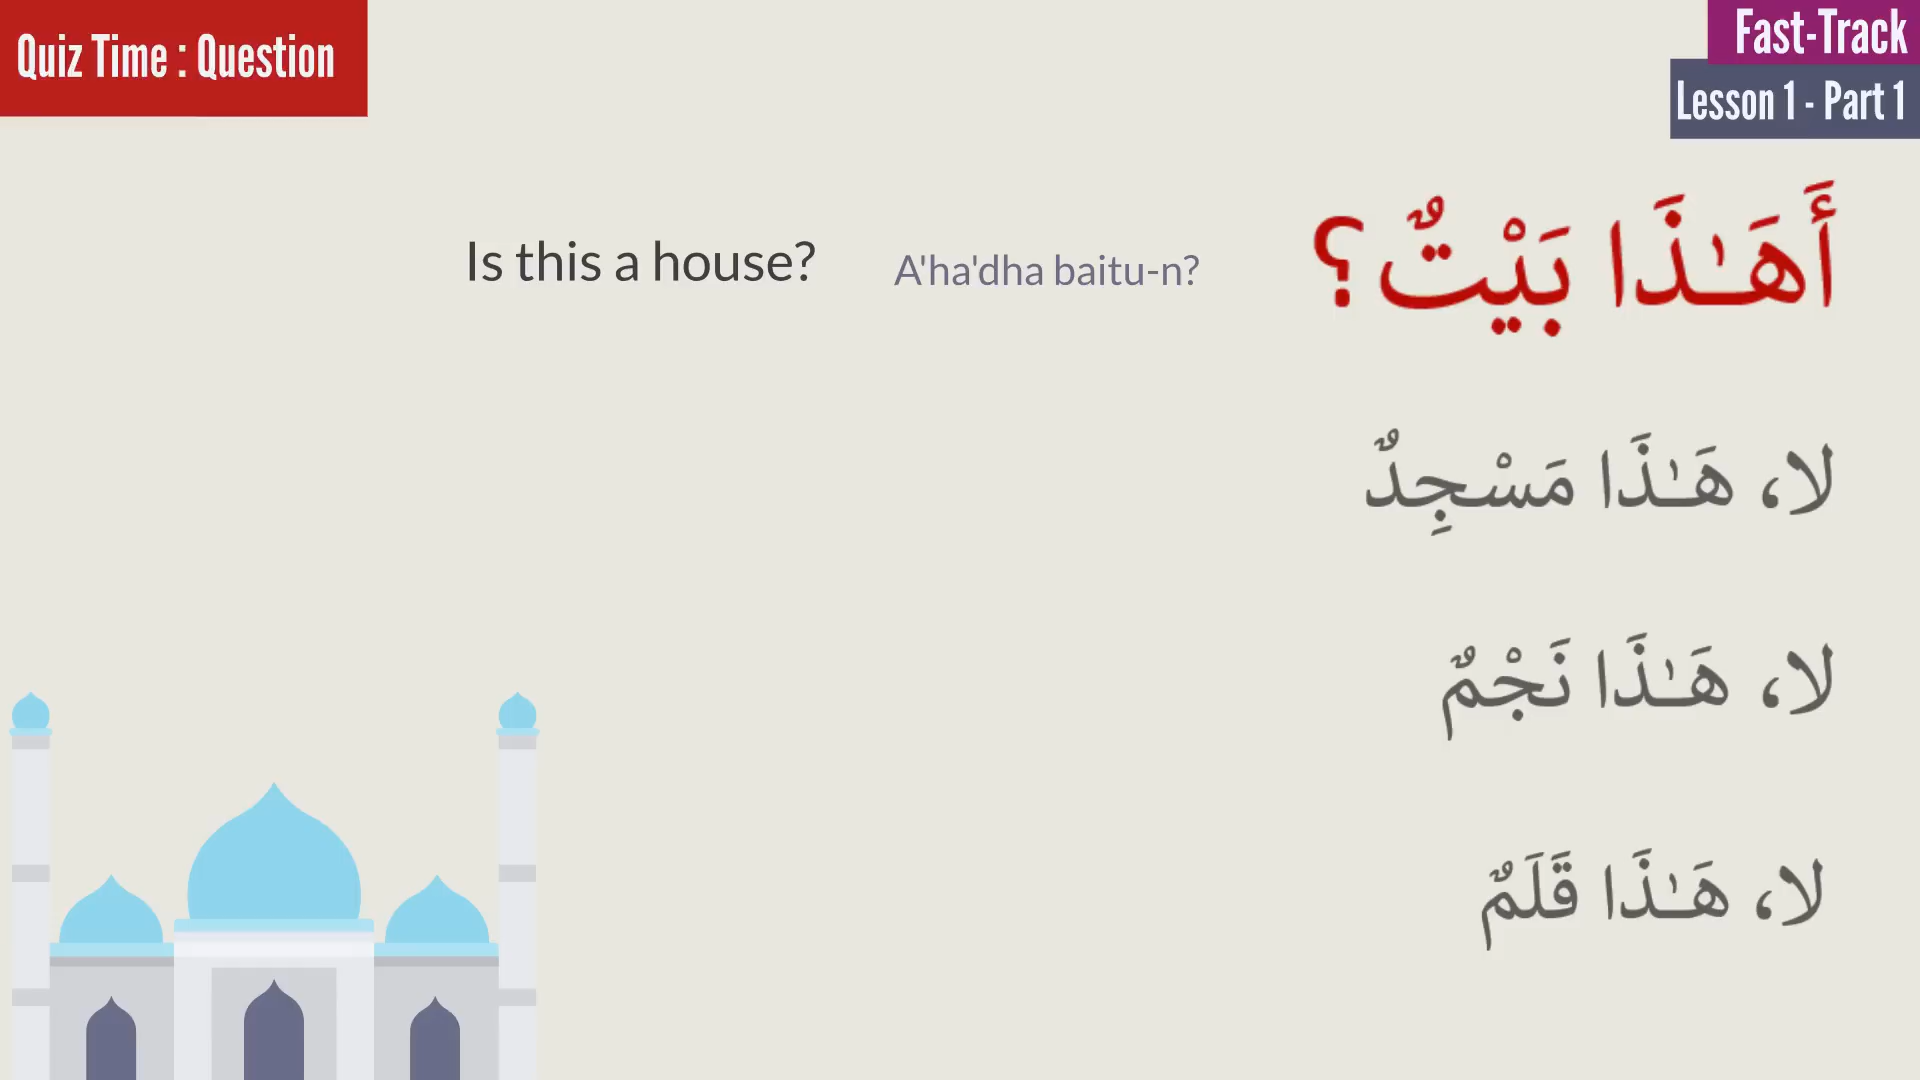 Quiz Time : Question
Fast-Track
Lesson 1 - Part 1
أَهَـٰذَا بَيْتٌ؟
A'ha'dha baitu-n?
Is this a house?
لا، هَـٰذَا مَسْجِدٌ
لا، هَـٰذَا نَجْمٌ
لا، هَـٰذَا قَلَمٌ